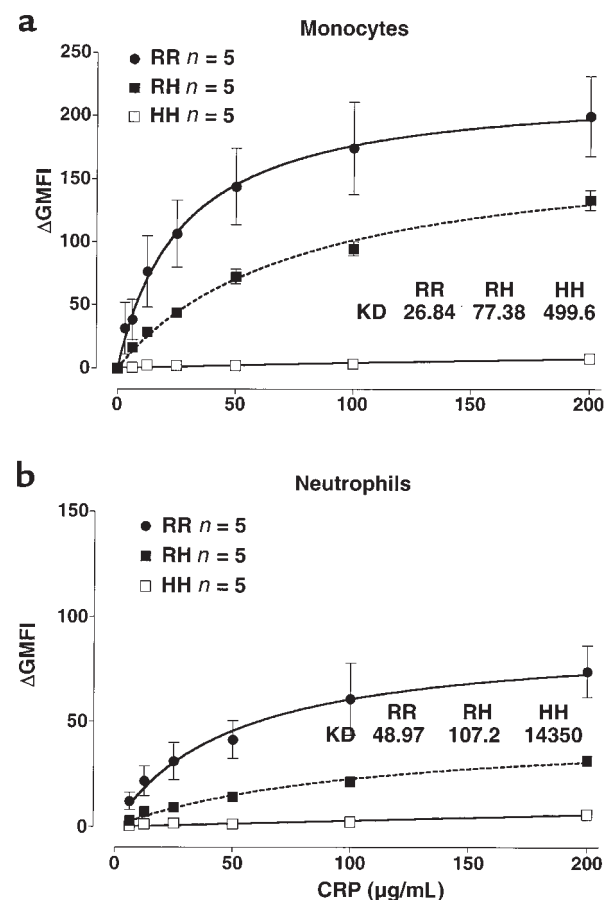 a
Monocytes
250
200
150
100
50
0
ΔGMFI
RR n = 5
RH n = 5
HH n = 5
RR RH HH
KD 26.84 77.38 499.6
0 50 100 150 200
b
Neutrophils
150
100
50
0
ΔGMFI
RR n = 5
RH n = 5
HH n = 5
RR RH HH
KD 48.97 107.2 14350
0 50 100 150 200
CRP (µg/mL)